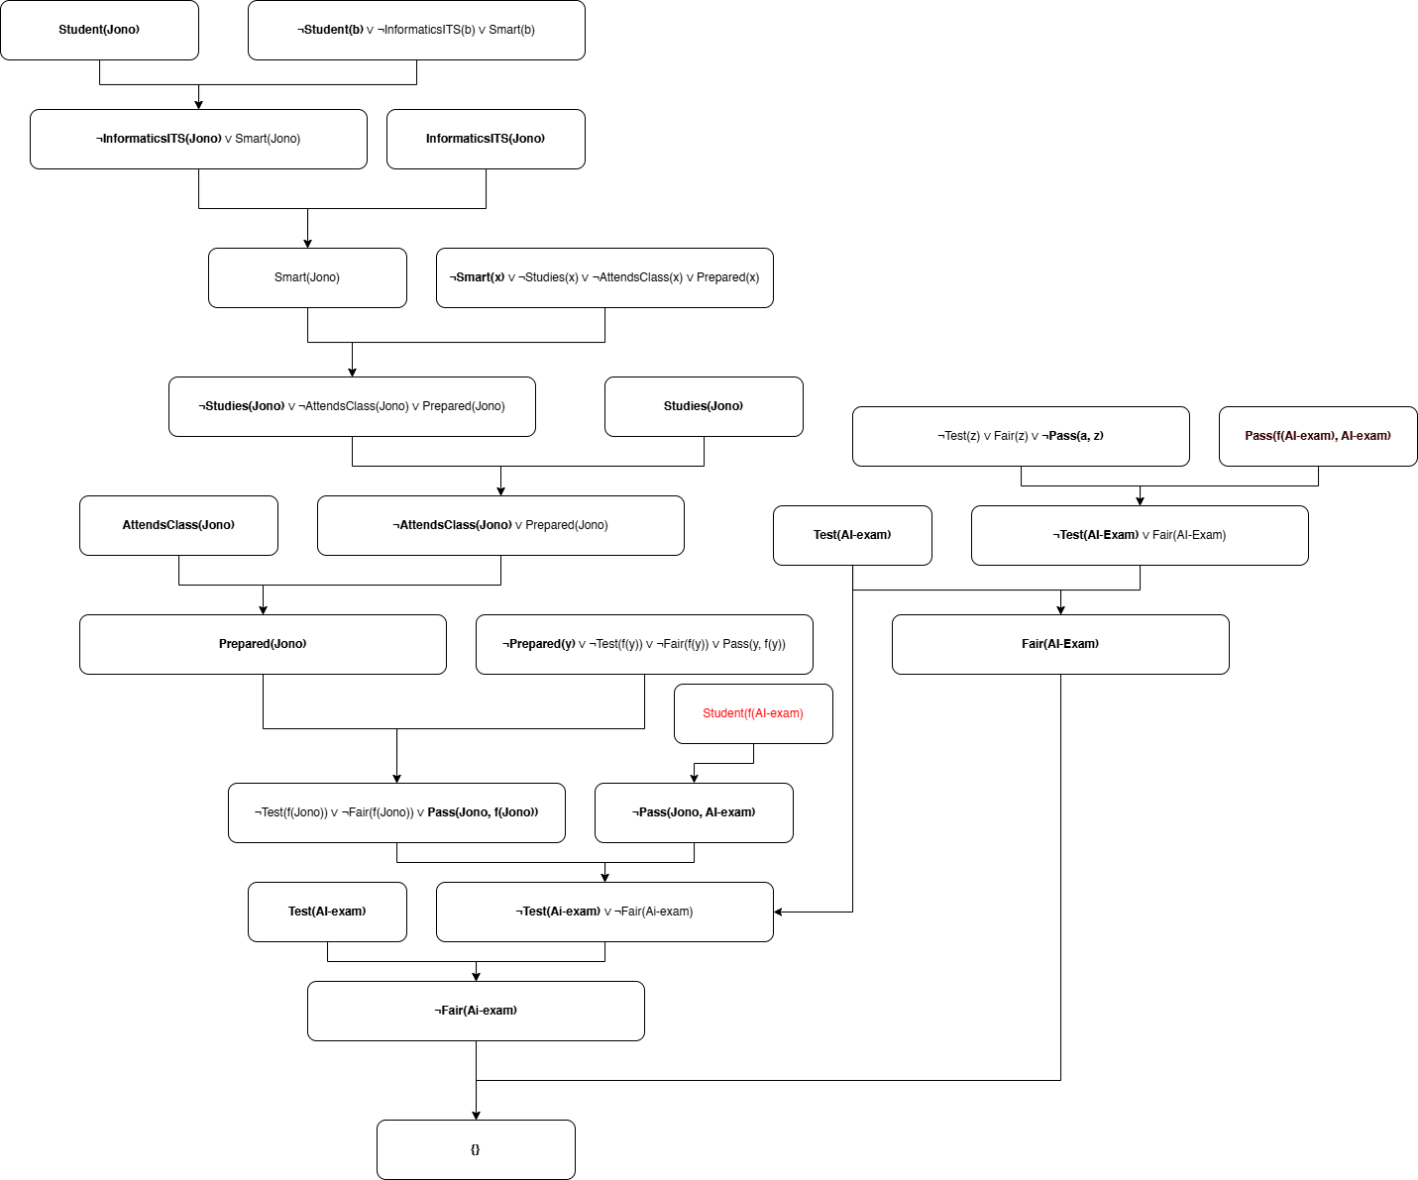 Student(Jono)
¬Student(b) ∨ ¬InformaticsITS(b) ∨ Smart(b)
¬InformaticsITS(Jono) ∨ Smart(Jono)
InformaticsITS(Jono)
Smart(Jono)
¬Smart(x) ∨ ¬Studies(x) ∨ ¬AttendsClass(x) ∨ Prepared(x)
¬Studies(Jono) ∨ ¬AttendsClass(Jono) ∨ Prepared(Jono)
Studies(Jono)
¬Test(z) ∨ Fair(z) ∨ ¬Pass(a, z)
Pass(f(AI-exam), AI-exam)
AttendsClass(Jono)
¬AttendsClass(Jono) ∨ Prepared(Jono)
Test(AI-exam)
¬Test(AI-Exam) ∨ Fair(AI-Exam)
Prepared(Jono)
¬Prepared(y) ∨ ¬Test(f(y)) ∨ ¬Fair(f(y)) ∨ Pass(y, f(y))
Fair(AI-Exam)
Student(f(AI-exam)
¬Test(f(Jono)) ∨ ¬Fair(f(Jono)) ∨ Pass(Jono, f(Jono))
¬Pass(Jono, AI-exam)
Test(AI-exam)
¬Test(Ai-exam) ∨ ¬Fair(Ai-exam)
¬Fair(Ai-exam)
{}